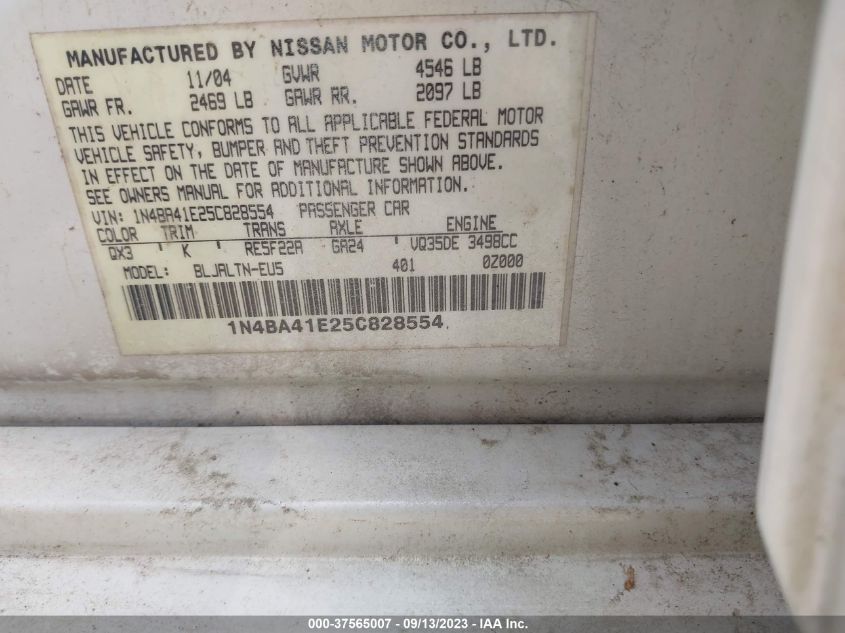 MANUFACTURED BY NISSAN MOTOR CO., LTD.
DATE 11/04 GVWR 4546 LB
GAWR FR. 2469 LB GAWR RR. 2097 LB
THIS VEHICLE CONFORMS TO ALL APPLICABLE FEDERAL MOTOR
VEHICLE SAFETY, BUMPER AND THEFT PREVENTION STANDARDS
IN EFFECT ON THE DATE OF MANUFACTURE SHOWN ABOVE.
SEE OWNERS MANUAL FOR ADDITIONAL INFORMATION.
VIN: 1N4BA41E25C828554 PASSENGER CAR
COLOR TRIM TRANS AXLE ENGINE
QX3 K RE5F22A GA24 VQ35DE 3498CC
MODEL: BLJALTN-EU5 401 0Z000
1N4BA41E25C828554
000-37565007 - 09/13/2023 - IAA Inc.